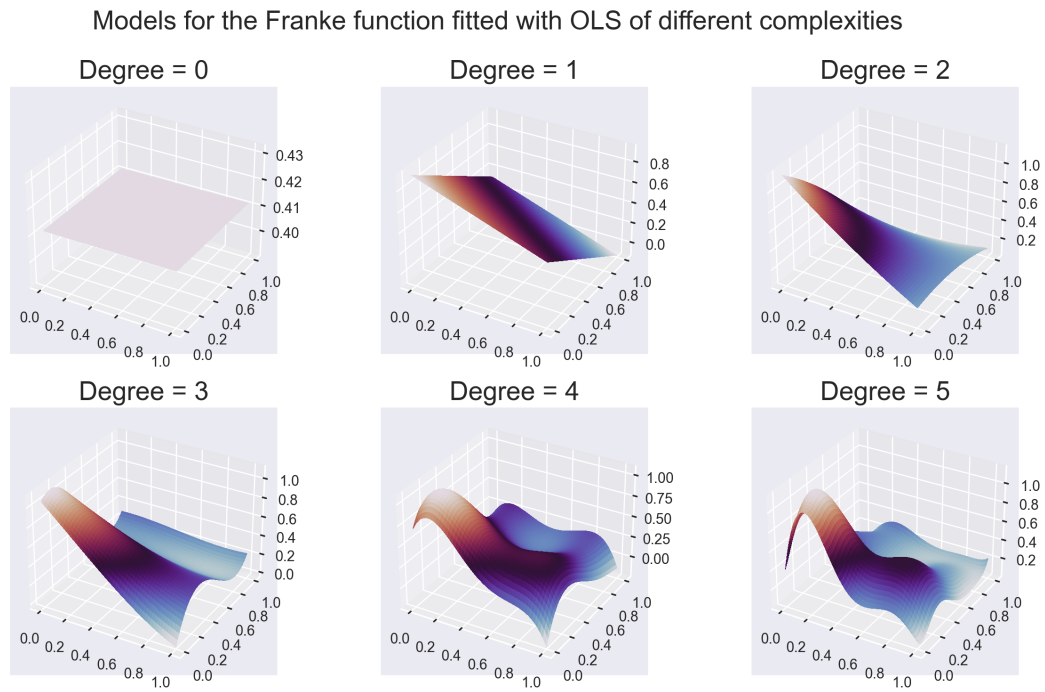 Models for the Franke function fitted with OLS of different complexities
Degree = 0
0.43
0.42
0.41
0.40
0.0 0.2 0.4 0.6 0.8 1.0
0.0 0.2 0.4 0.6 0.8 1.0
Degree = 1
0.8
0.6
0.4
0.2
0.0
0.0 0.2 0.4 0.6 0.8 1.0
0.0 0.2 0.4 0.6 0.8 1.0
Degree = 2
1.0
0.8
0.6
0.4
0.2
0.0 0.2 0.4 0.6 0.8 1.0
0.0 0.2 0.4 0.6 0.8 1.0
Degree = 3
1.0
0.8
0.6
0.4
0.2
0.0
0.0 0.2 0.4 0.6 0.8 1.0
0.0 0.2 0.4 0.6 0.8 1.0
Degree = 4
1.00
0.75
0.50
0.25
0.00
0.0 0.2 0.4 0.6 0.8 1.0
0.0 0.2 0.4 0.6 0.8 1.0
Degree = 5
1.0
0.8
0.6
0.4
0.2
0.0 0.2 0.4 0.6 0.8 1.0
0.0 0.2 0.4 0.6 0.8 1.0